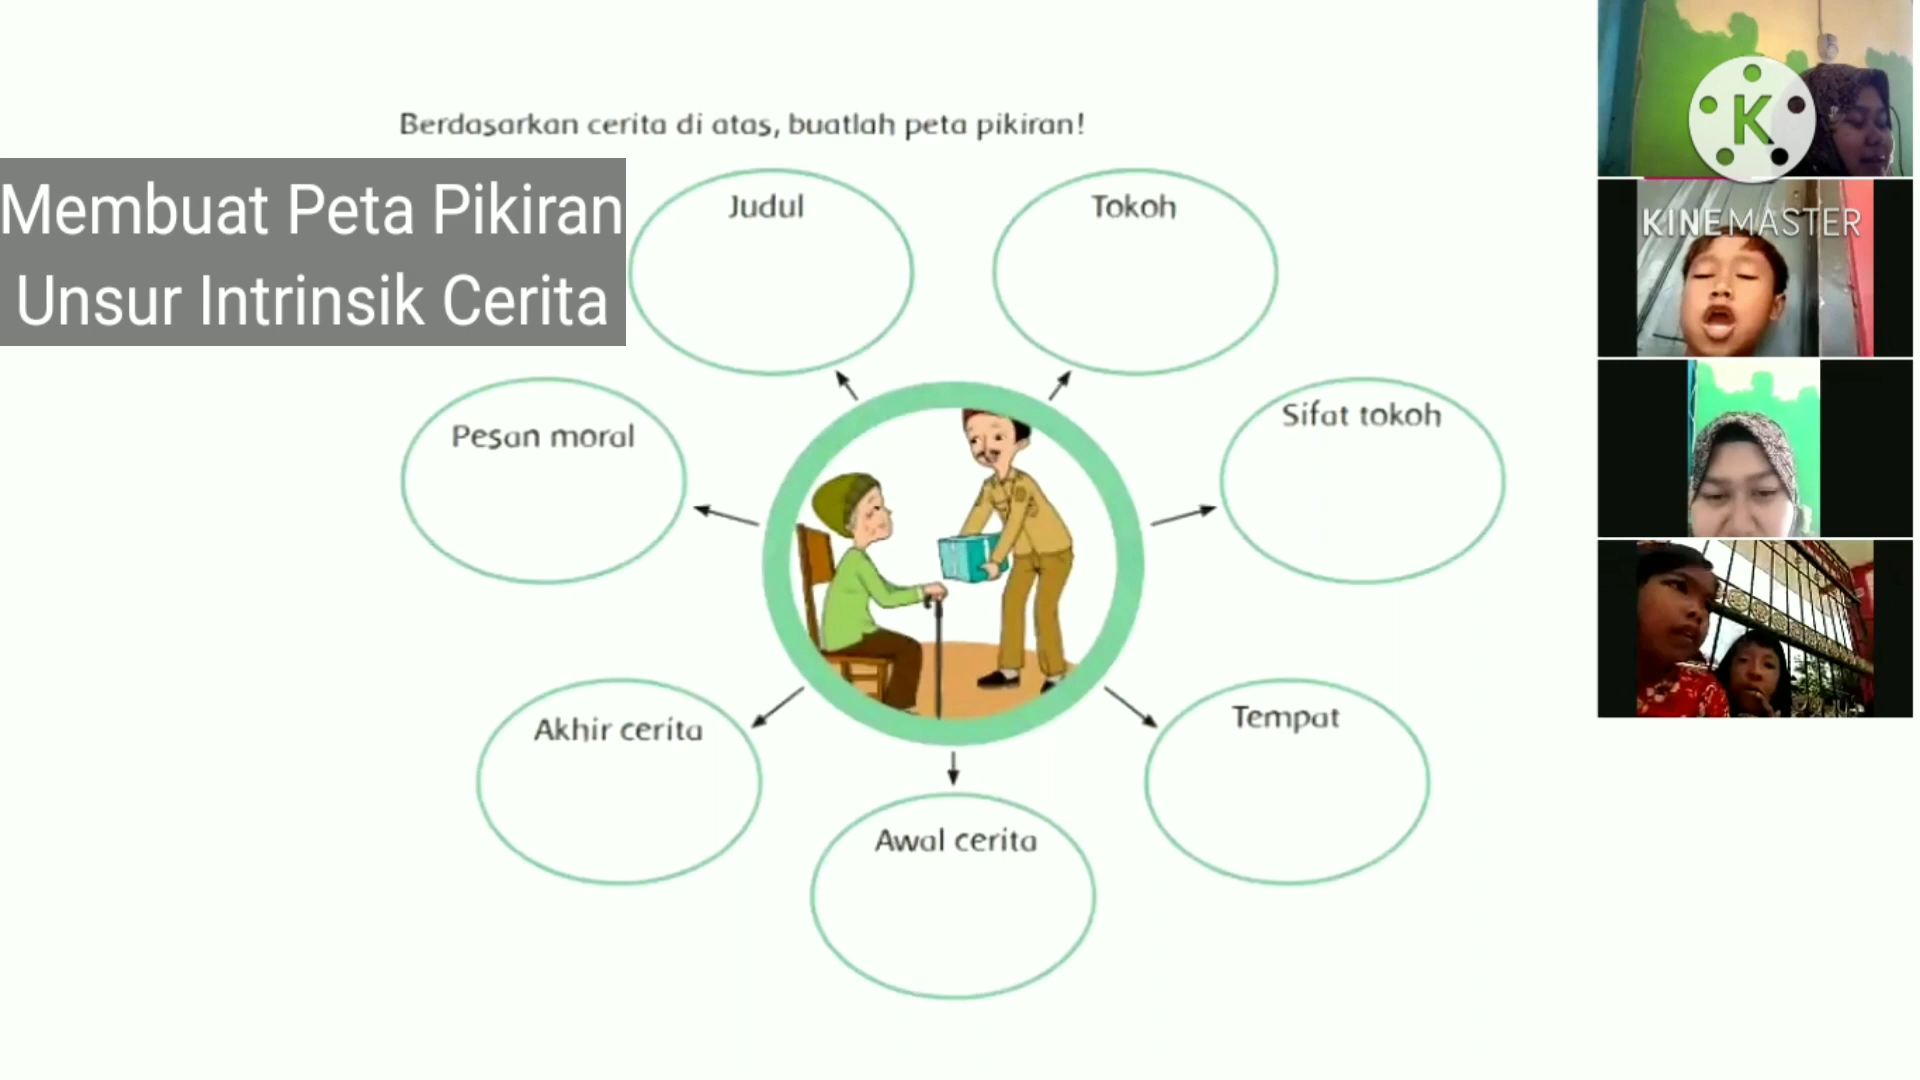 Berdasarkan cerita di atas, buatlah peta pikiran!
Membuat Peta Pikiran
Unsur Intrinsik Cerita
Judul
Tokoh
Pesan moral
Sifat tokoh
Akhir cerita
Tempat
Awal cerita
K
KINEMASTER